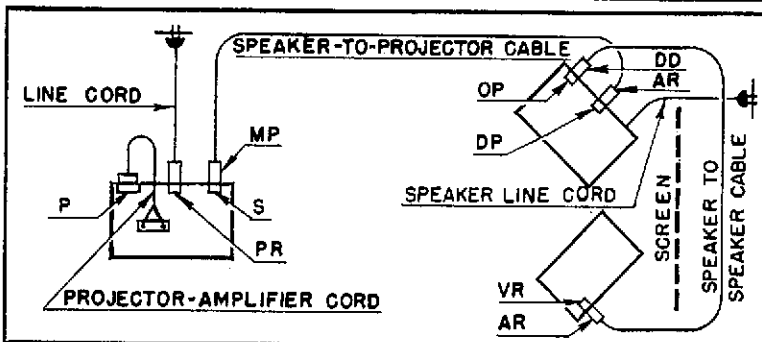 SPEAKER-TO-PROJECTOR CABLE
LINE CORD
MP
P
S
PR
PROJECTOR-AMPLIFIER CORD
OP
DD
AR
DP
SPEAKER LINE CORD
SCREEN
SPEAKER TO
SPEAKER CABLE
VR
AR